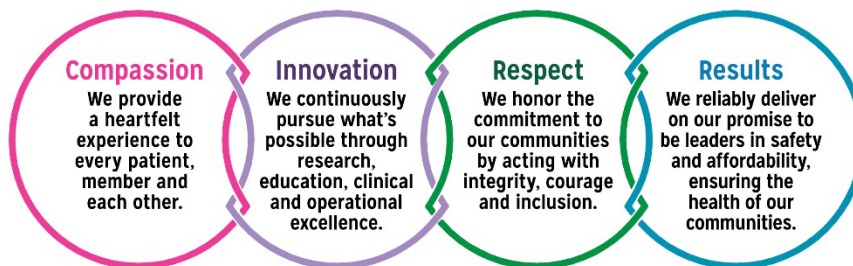 Compassion
We provide
a heartfelt
experience to
every patient,
member and
each other.
Innovation
We continuously
pursue what's
possible through
research,
education, clinical
and operational
excellence.
Respect
We honor the
commitment to
our communities
by acting with
integrity, courage
and inclusion.
Results
We reliably deliver
on our promise to
be leaders in safety
and affordability,
ensuring the
health of our
communities.